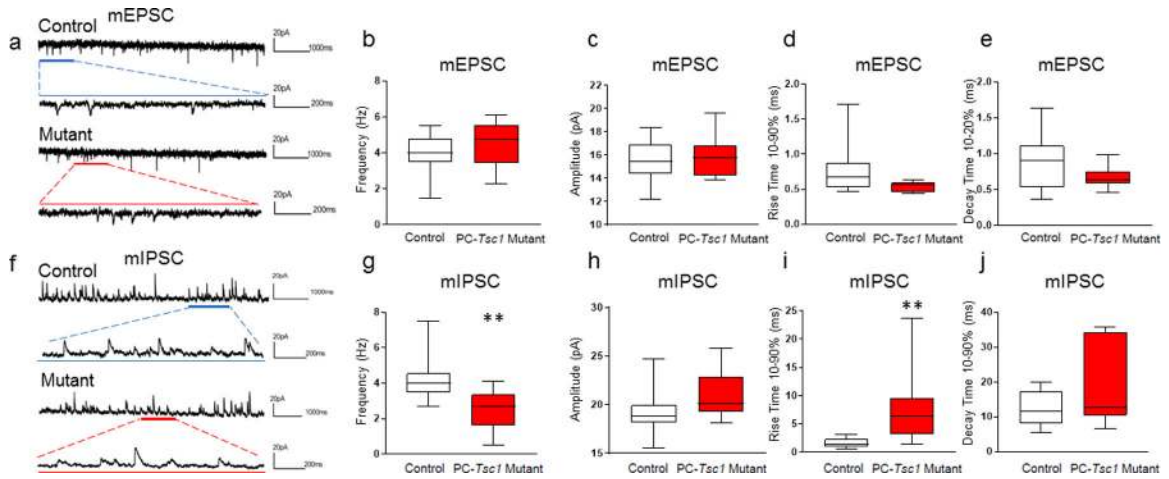 a
mEPSC
Control
20pA
1000ms
20pA
200ms
Mutant
20pA
1000ms
20pA
200ms
b
mEPSC
Frequency (Hz)
8
6
4
2
0
Control PC-Tsc1 Mutant
c
mEPSC
Amplitude (pA)
22
20
18
16
14
12
10
Control PC-Tsc1 Mutant
d
mEPSC
Rise Time 10-90% (ms)
2.0
1.5
1.0
0.5
0.0
Control PC-Tsc1 Mutant
e
mEPSC
Decay Time 10-20% (ms)
2.0
1.5
1.0
0.5
0.0
Control PC-Tsc1 Mutant
f
mIPSC
Control
20pA
1000ms
20pA
200ms
Mutant
20pA
1000ms
20pA
200ms
g
mIPSC
**
Frequency (Hz)
8
6
4
2
0
Control PC-Tsc1 Mutant
h
mIPSC
Amplitude (pA)
30
25
20
15
Control PC-Tsc1 Mutant
i
mIPSC
**
Rise Time 10-90% (ms)
25
20
15
10
5
0
Control PC-Tsc1 Mutant
j
mIPSC
Decay Time 10-90% (ms)
40
30
20
10
0
Control PC-Tsc1 Mutant